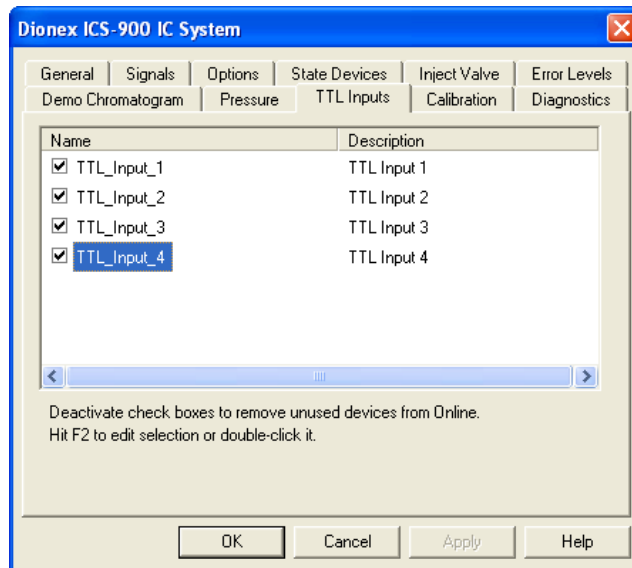 Dionex ICS-900 IC System
General Signals Options State Devices Inject Valve Error Levels
Demo Chromatogram Pressure TTL Inputs Calibration Diagnostics
Name Description
TTL_Input_1 TTL Input 1
TTL_Input_2 TTL Input 2
TTL_Input_3 TTL Input 3
TTL_Input_4 TTL Input 4
Deactivate check boxes to remove unused devices from Online.
Hit F2 to edit selection or double-click it.
OK Cancel Apply Help